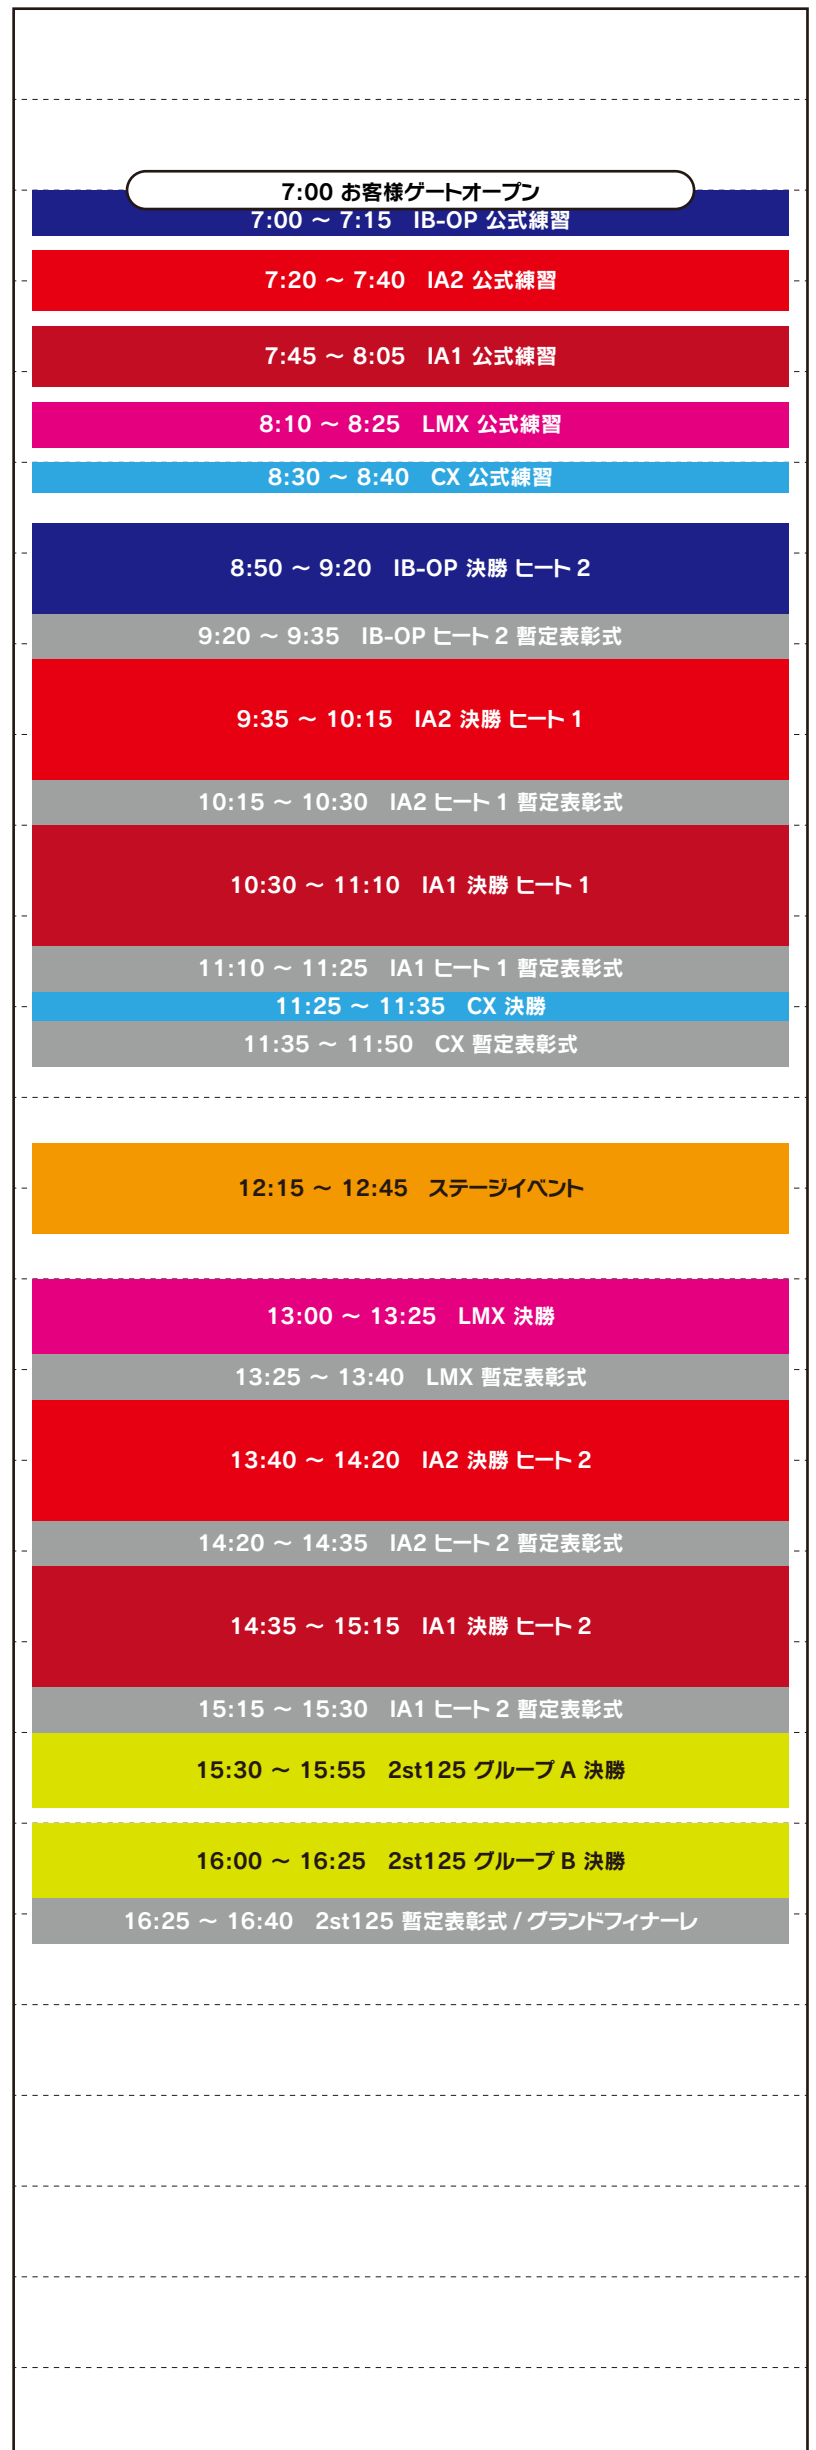 7:00 お客様ゲートオープン
7:00 ～ 7:15 IB-OP 公式練習
7:20 ～ 7:40 IA2 公式練習
7:45 ～ 8:05 IA1 公式練習
8:10 ～ 8:25 LMX 公式練習
8:30 ～ 8:40 CX 公式練習
8:50 ～ 9:20 IB-OP 決勝 ヒート 2
9:20 ～ 9:35 IB-OP ヒート 2 暫定表彰式
9:35 ～ 10:15 IA2 決勝 ヒート 1
10:15 ～ 10:30 IA2 ヒート 1 暫定表彰式
10:30 ～ 11:10 IA1 決勝 ヒート 1
11:10 ～ 11:25 IA1 ヒート 1 暫定表彰式
11:25 ～ 11:35 CX 決勝
11:35 ～ 11:50 CX 暫定表彰式
12:15 ～ 12:45 ステージイベント
13:00 ～ 13:25 LMX 決勝
13:25 ～ 13:40 LMX 暫定表彰式
13:40 ～ 14:20 IA2 決勝 ヒート 2
14:20 ～ 14:35 IA2 ヒート 2 暫定表彰式
14:35 ～ 15:15 IA1 決勝 ヒート 2
15:15 ～ 15:30 IA1 ヒート 2 暫定表彰式
15:30 ～ 15:55 2st125 グループ A 決勝
16:00 ～ 16:25 2st125 グループ B 決勝
16:25 ～ 16:40 2st125 暫定表彰式 / グランドフィナーレ